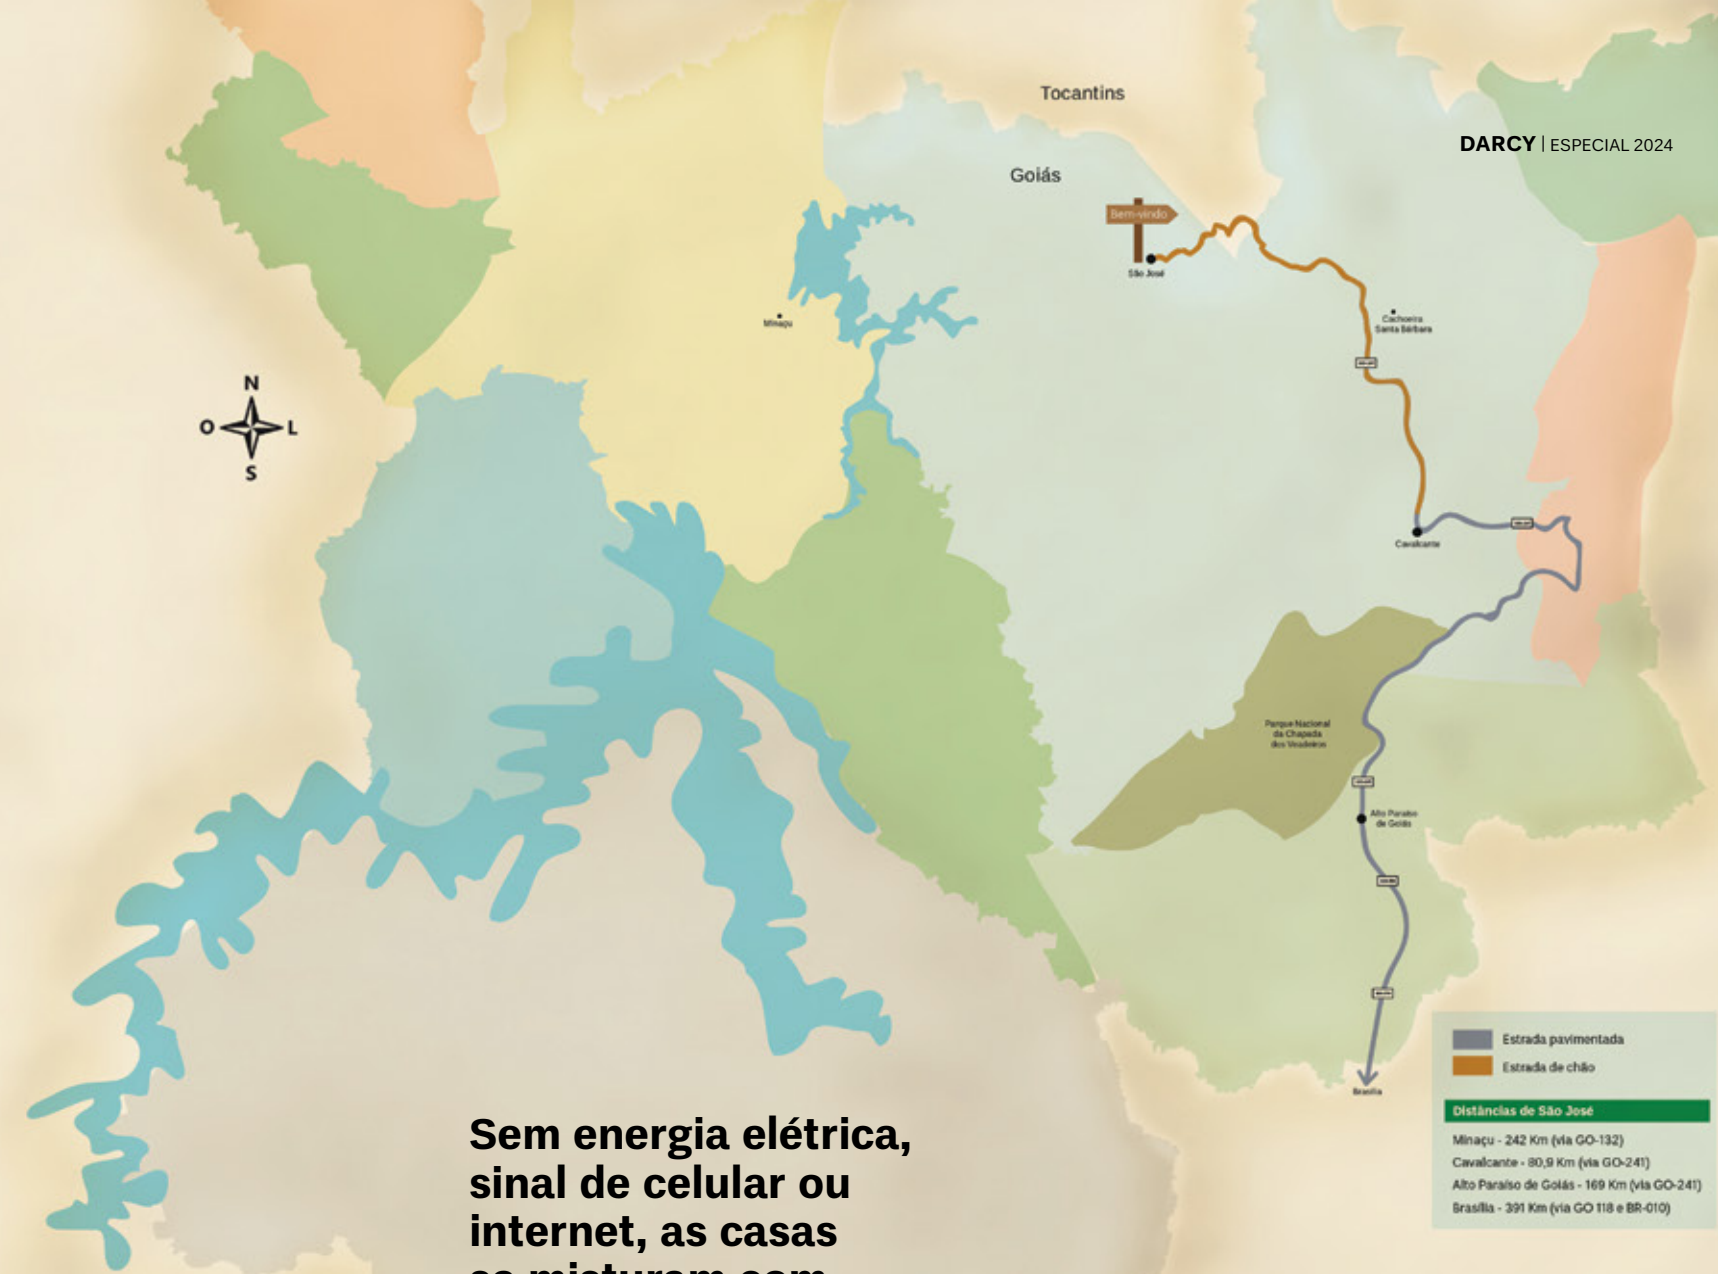 Tocantins
DARCY | ESPECIAL 2024
Goiás
Bem-vindo
São José
Minaçu
Cachoeira
Santa Bárbara
N
O L
S
Cavalcante
Parque Nacional
da Chapada
dos Veadeiros
Alto Paraíso
de Goiás
Brasília
Estrada pavimentada
Estrada de chão
Distâncias de São José
Minaçu - 242 Km (via GO-132)
Cavalcante - 80,9 Km (via GO-241)
Alto Paraíso de Goiás - 169 Km (via GO-241)
Brasília - 391 Km (via GO 118 e BR-010)
Sem energia elétrica,
sinal de celular ou
internet, as casas
se misturam com